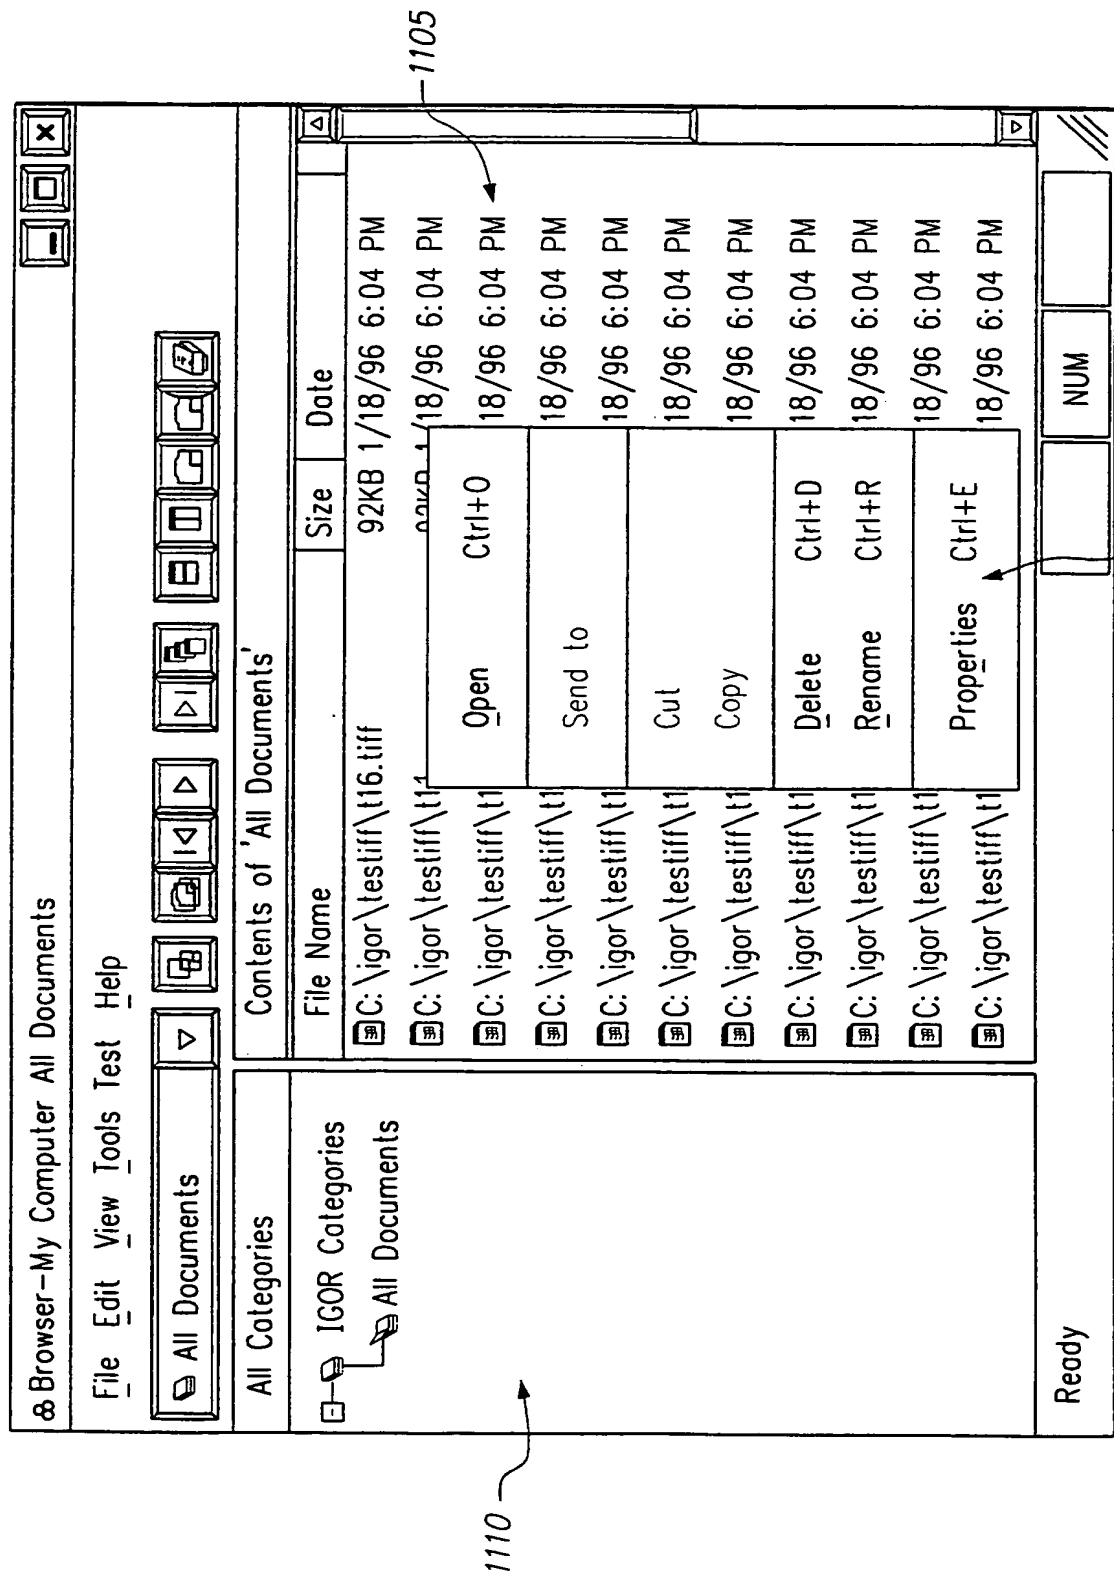 Browser-My Computer All Documents
File Edit View Tools Test Help
All Documents
All Categories
Contents of 'All Documents'
IGOR Categories
All Documents
File Name Size Date
C: \igor\testiff\t16.tiff 92KB 1/18/96 6:04 PM
C: \igor\testiff\t1 92KB 1/18/96 6:04 PM
C: \igor\testiff\t1 18/96 6:04 PM
C: \igor\testiff\t1 18/96 6:04 PM
C: \igor\testiff\t1 18/96 6:04 PM
C: \igor\testiff\t1 18/96 6:04 PM
C: \igor\testiff\t1 18/96 6:04 PM
C: \igor\testiff\t1 18/96 6:04 PM
C: \igor\testiff\t1 18/96 6:04 PM
C: \igor\testiff\t1 18/96 6:04 PM
C: \igor\testiff\t1 18/96 6:04 PM
Open Ctrl+O
Send to
Cut
Copy
Delete Ctrl+D
Rename Ctrl+R
Properties Ctrl+E
Ready NUM
1105
1110